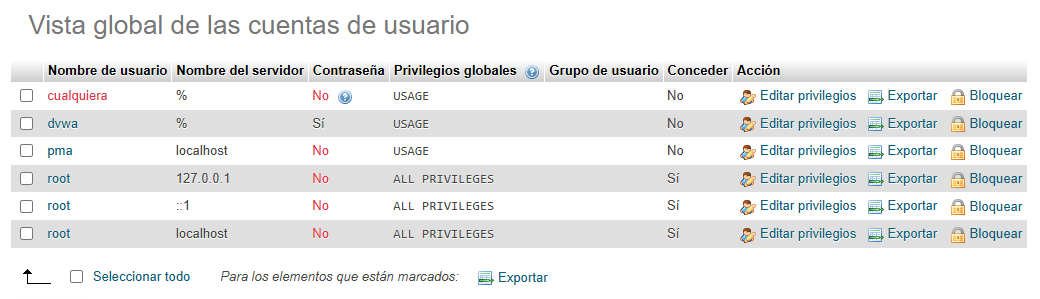 Vista global de las cuentas de usuario
Nombre de usuario Nombre del servidor Contraseña Privilegios globales Grupo de usuario Conceder Acción
cualquiera % No USAGE No Editar privilegios Exportar Bloquear
dvwa % Sí USAGE No Editar privilegios Exportar Bloquear
pma localhost No USAGE No Editar privilegios Exportar Bloquear
root 127.0.0.1 No ALL PRIVILEGES Sí Editar privilegios Exportar Bloquear
root ::1 No ALL PRIVILEGES Sí Editar privilegios Exportar Bloquear
root localhost No ALL PRIVILEGES Sí Editar privilegios Exportar Bloquear
Seleccionar todo Para los elementos que están marcados: Exportar